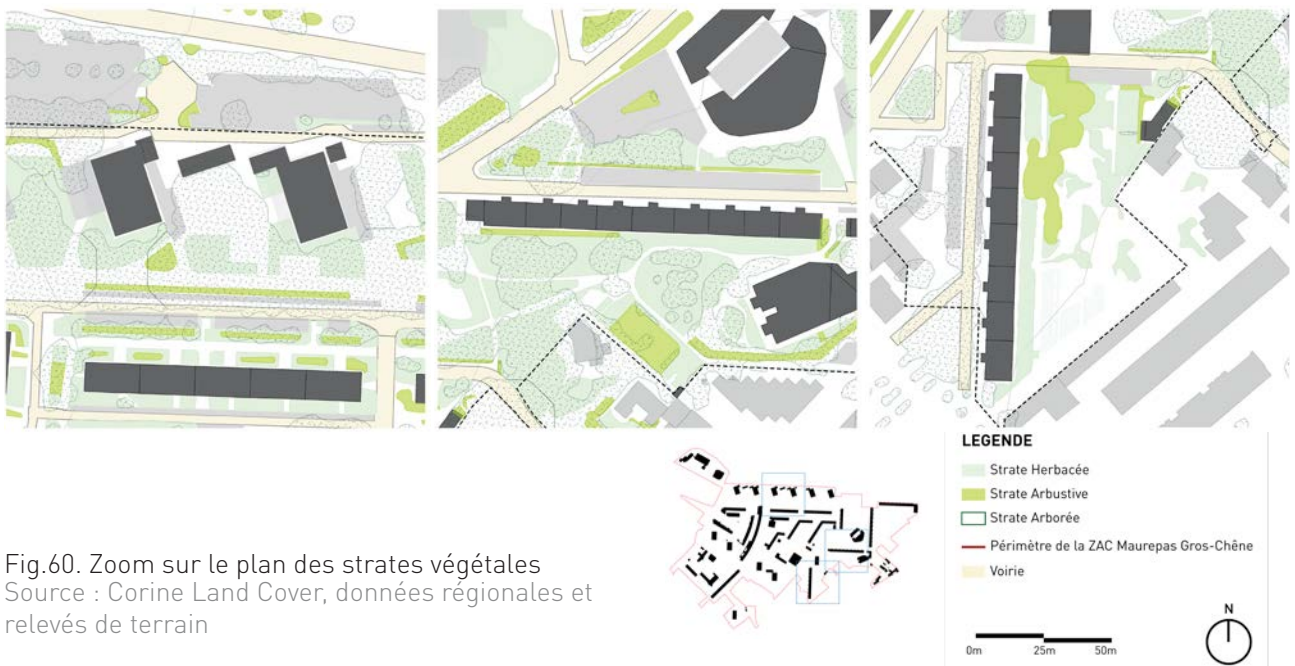 LEGENDE
Strate Herbacée
Strate Arbustive
Strate Arborée
Périmètre de la ZAC Maurepas Gros-Chêne
Voirie
N
0m 25m 50m
Fig.60. Zoom sur le plan des strates végétales
Source : Corine Land Cover, données régionales et
relevés de terrain